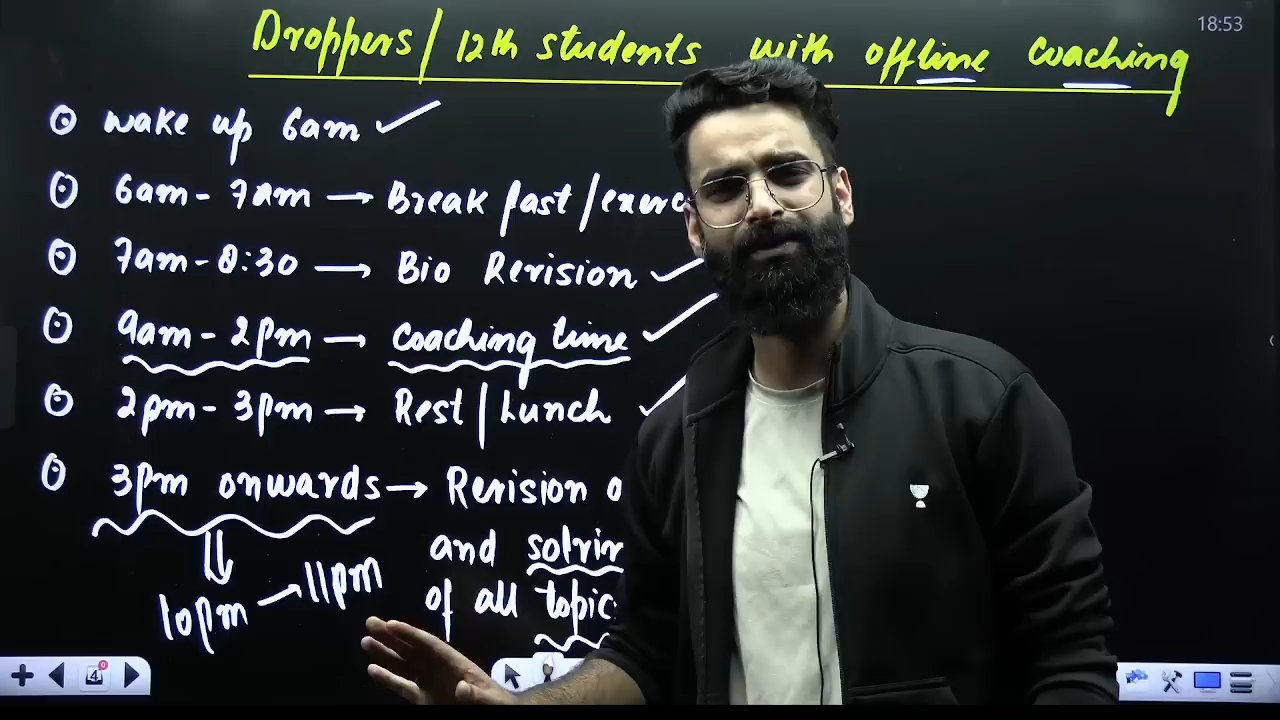 18:53
Droppers/12th students with offline coaching
wake up 6am
6am - 7am → Break fast/exerc
7am - 8:30 → Bio Revision
9am - 2pm → Coaching time
2pm - 3pm → Rest/Lunch
3pm onwards → Revision o
and solvin
10pm - 11pm
of all topic
4
0